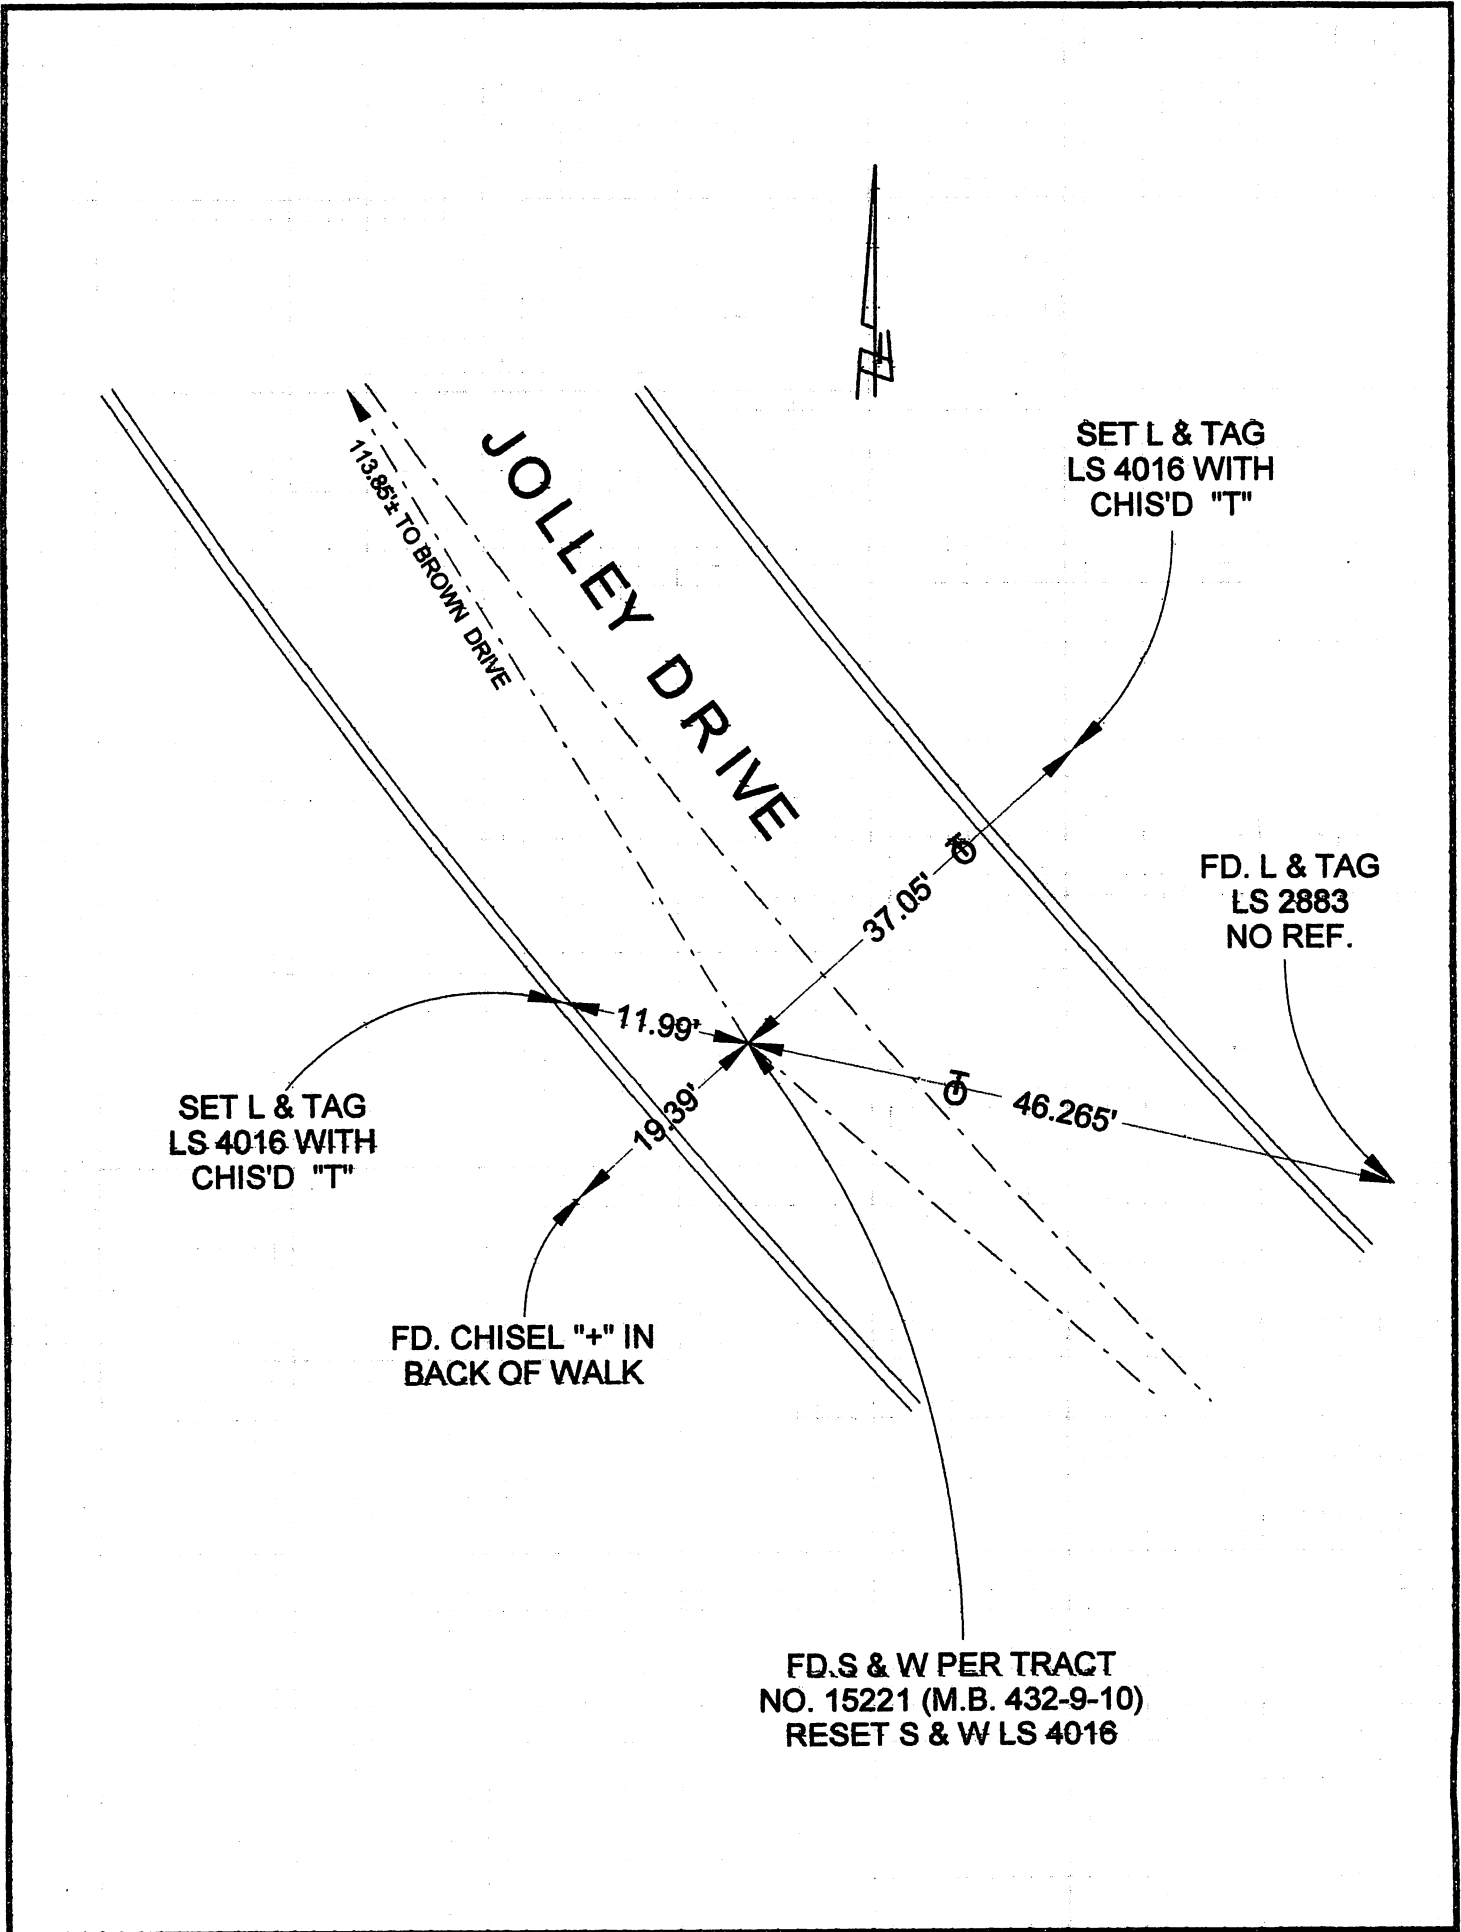 SET L & TAG
LS 4016 WITH
CHIS'D "T"
JOLLEY DRIVE
113.85'± TO BROWN DRIVE
FD. L & TAG
LS 2883
NO REF.
37.05'
11.99'
46.265'
19.39'
SET L & TAG
LS 4016 WITH
CHIS'D "T"
FD. CHISEL "+" IN
BACK OF WALK
FD.S & W PER TRACT
NO. 15221 (M.B. 432-9-10)
RESET S & W LS 4016